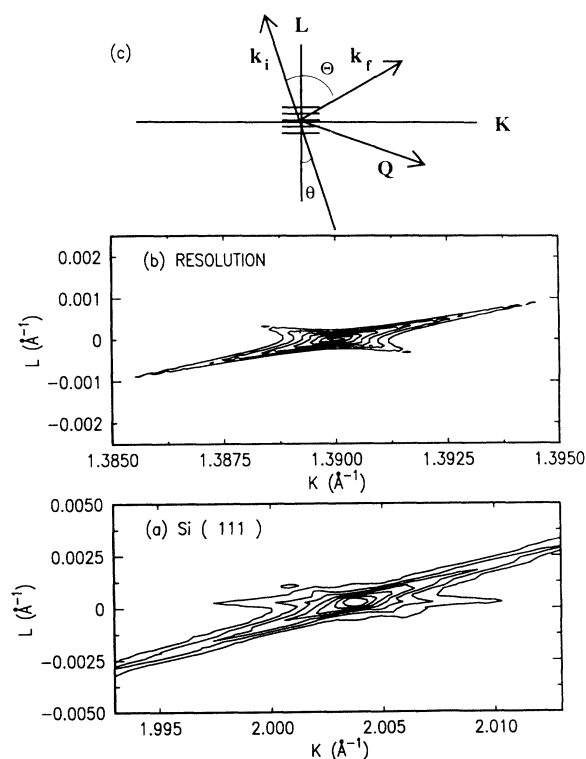 (c)
L
k_i
Θ
k_f
K
Q
θ
(b) RESOLUTION
L (Å⁻¹)
0.002
0.001
0
−0.001
−0.002
1.3850 1.3875 1.3900 1.3925 1.3950
K (Å⁻¹)
(a) Si ( 111 )
L (Å⁻¹)
0.0050
0.0025
0
−0.0025
−0.0050
1.995 2.000 2.005 2.010
K (Å⁻¹)